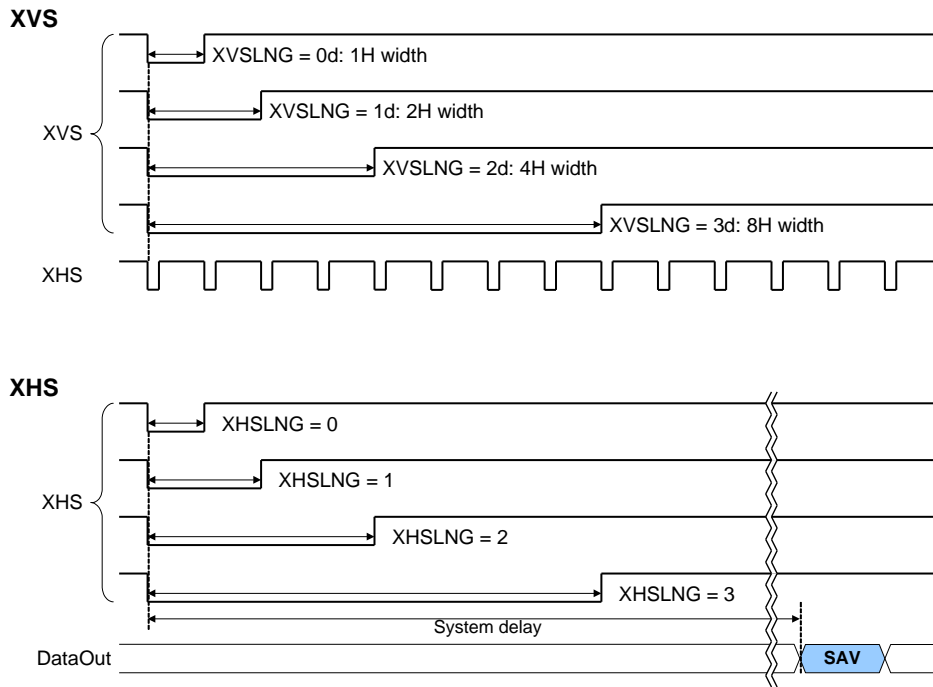 XVS
XVSLNG = 0d: 1H width
XVSLNG = 1d: 2H width
XVS
XVSLNG = 2d: 4H width
XVSLNG = 3d: 8H width
XHS
XHS
XHSLNG = 0
XHSLNG = 1
XHS
XHSLNG = 2
XHSLNG = 3
System delay
DataOut
SAV